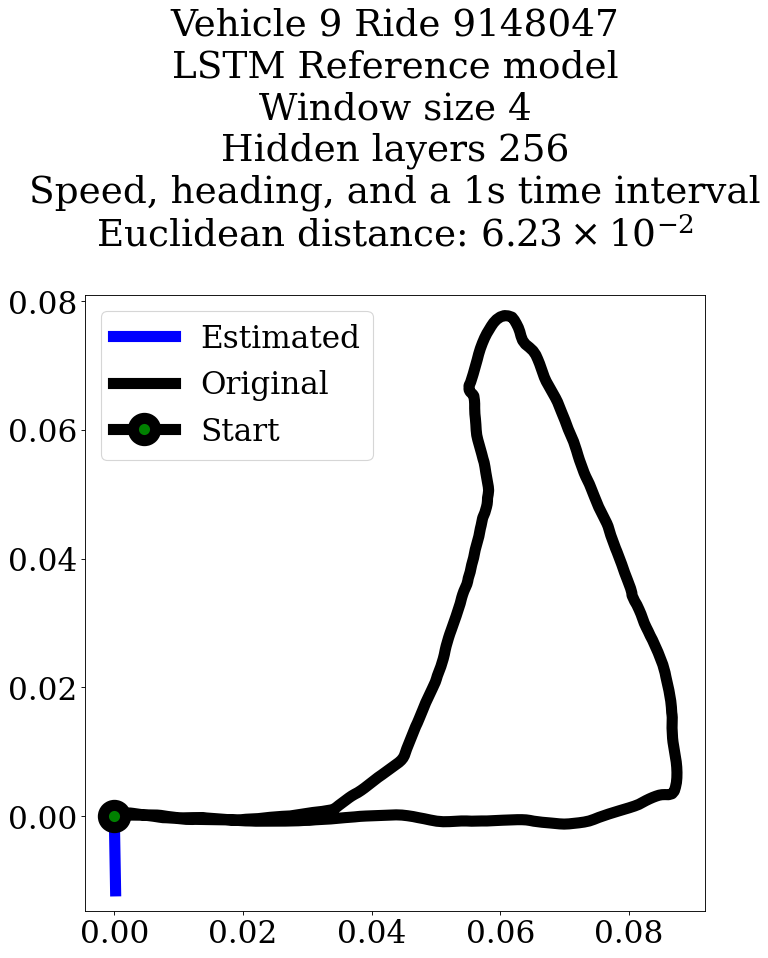 Vehicle 9 Ride 9148047
LSTM Reference model
Window size 4
Hidden layers 256
Speed, heading, and a 1s time interval
Euclidean distance: 6.23 × 10⁻²
0.08
Estimated
Original
Start
0.06
0.04
0.02
0.00
0.00 0.02 0.04 0.06 0.08